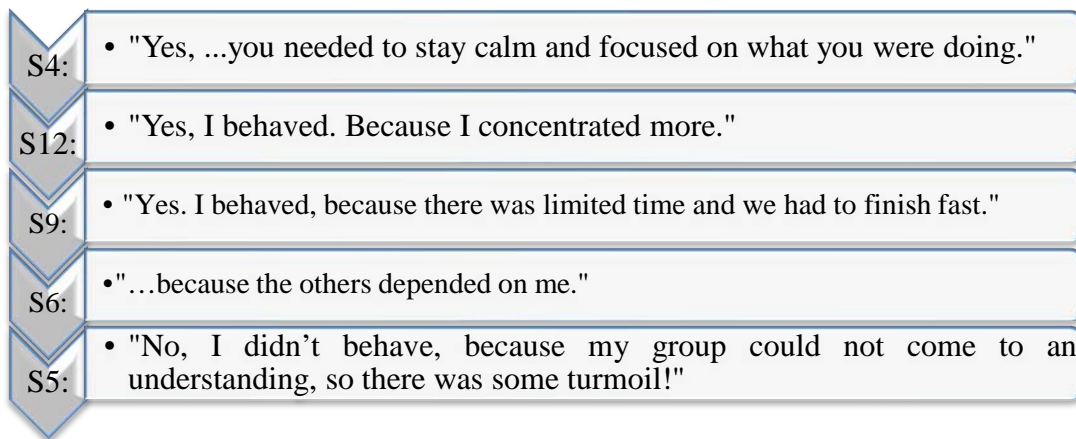 S4:
• "Yes, ...you needed to stay calm and focused on what you were doing."
S12:
• "Yes, I behaved. Because I concentrated more."
S9:
• "Yes. I behaved, because there was limited time and we had to finish fast."
S6:
•"…because the others depended on me."
S5:
• "No, I didn’t behave, because my group could not come to an
understanding, so there was some turmoil!"